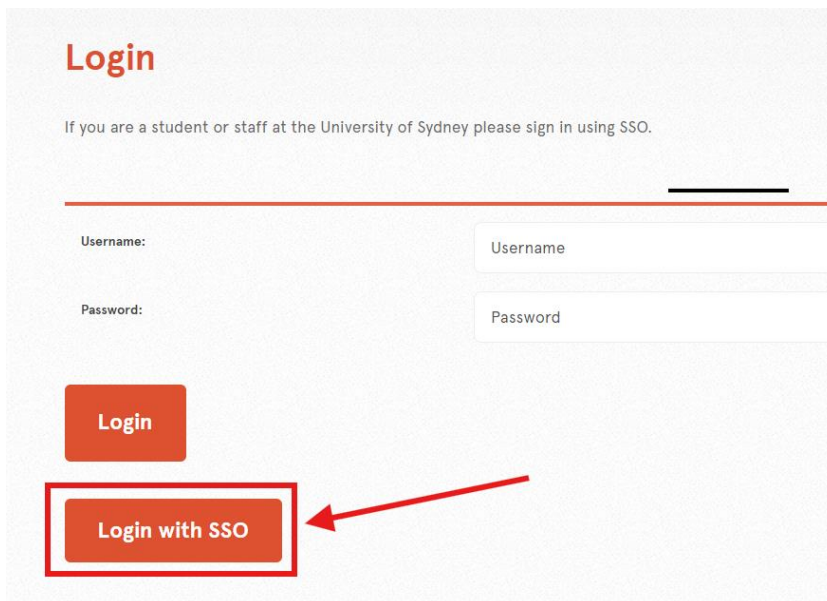 Login
If you are a student or staff at the University of Sydney please sign in using SSO.
Username:
Username
Password:
Password
Login
Login with SSO